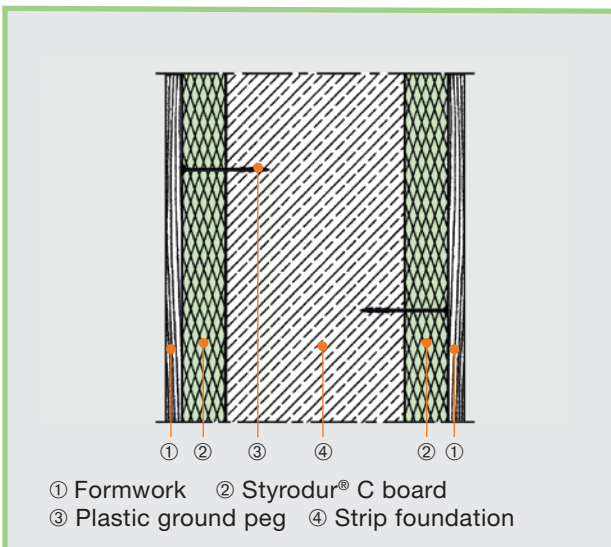 ① ② ③ ④ ② ①
① Formwork ② Styrodur® C board
③ Plastic ground peg ④ Strip foundation